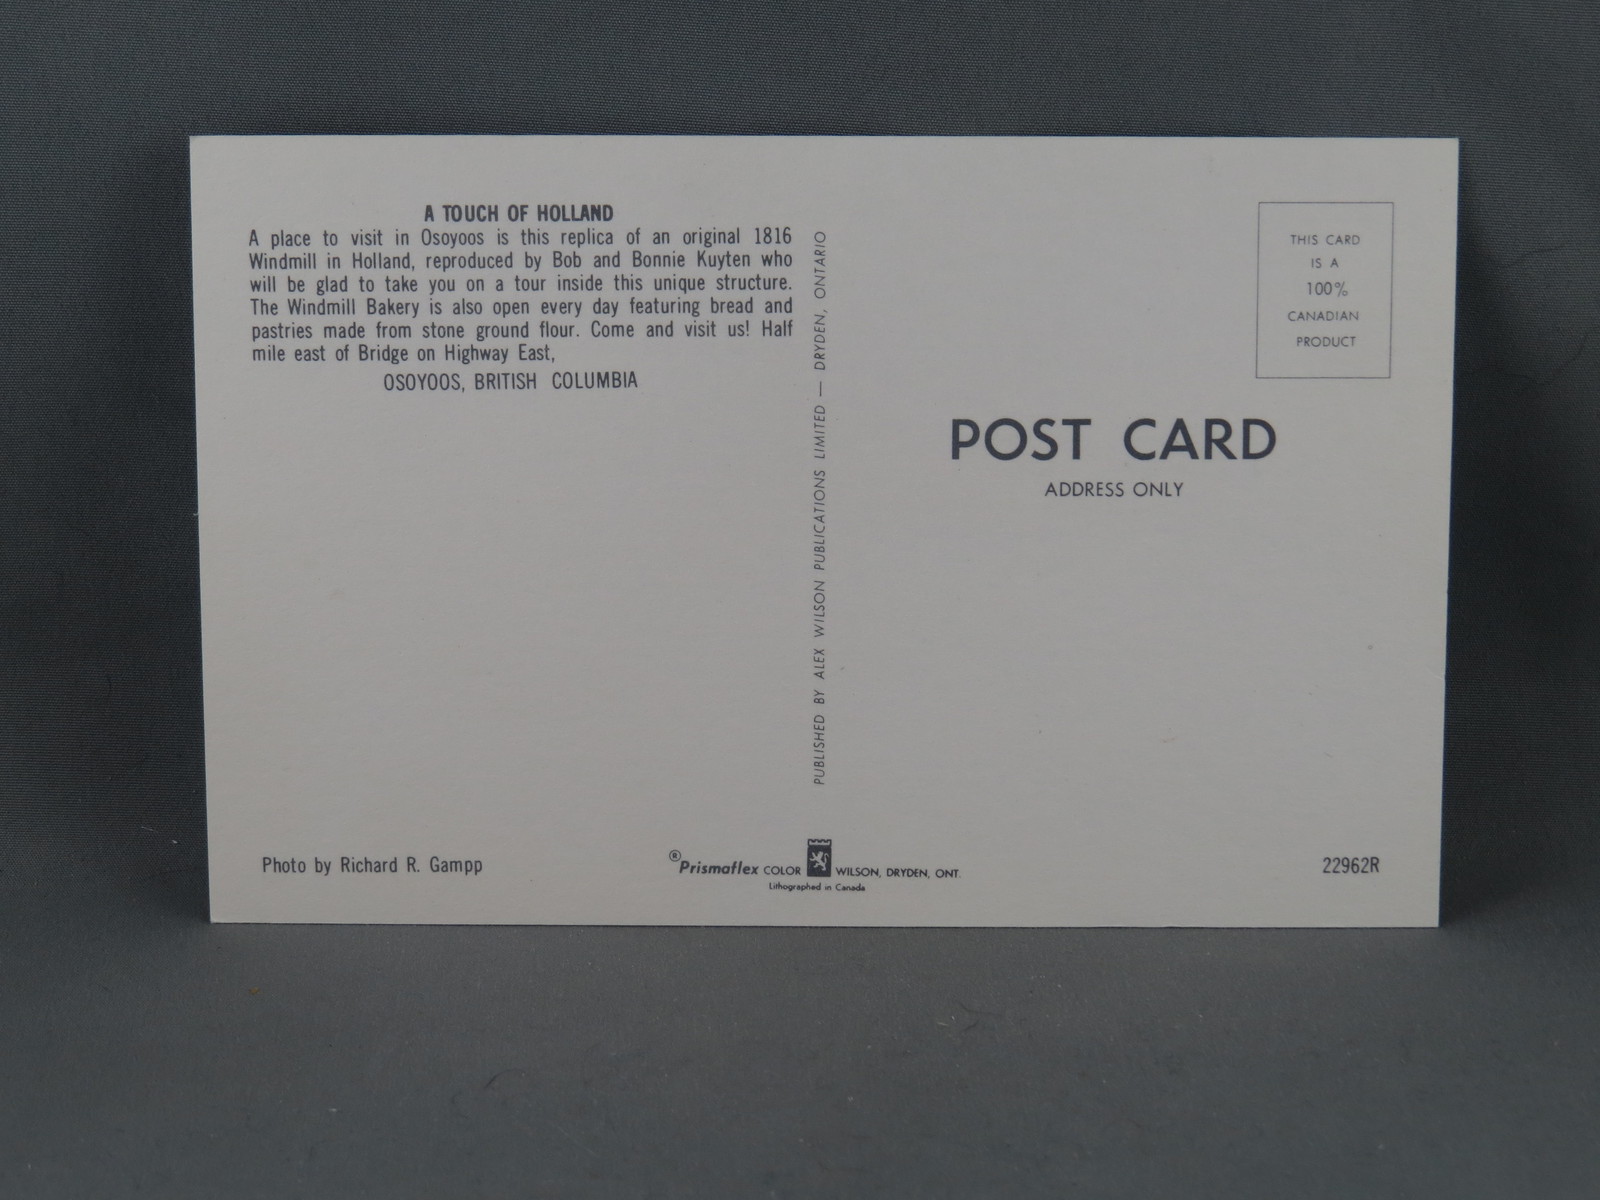 A TOUCH OF HOLLAND
A place to visit in Osoyoos is this replica of an original 1816
Windmill in Holland, reproduced by Bob and Bonnie Kuyten who
will be glad to take you on a tour inside this unique structure.
The Windmill Bakery is also open every day featuring bread and
pastries made from stone ground flour. Come and visit us! Half
mile east of Bridge on Highway East,
OSOYOOS, BRITISH COLUMBIA
Photo by Richard R. Gampp
PUBLISHED BY ALEX WILSON PUBLICATIONS LIMITED — DRYDEN, ONTARIO
® Prismaflex COLOR WILSON, DRYDEN, ONT.
Lithographed in Canada
THIS CARD
IS A
100%
CANADIAN
PRODUCT
POST CARD
ADDRESS ONLY
22962R